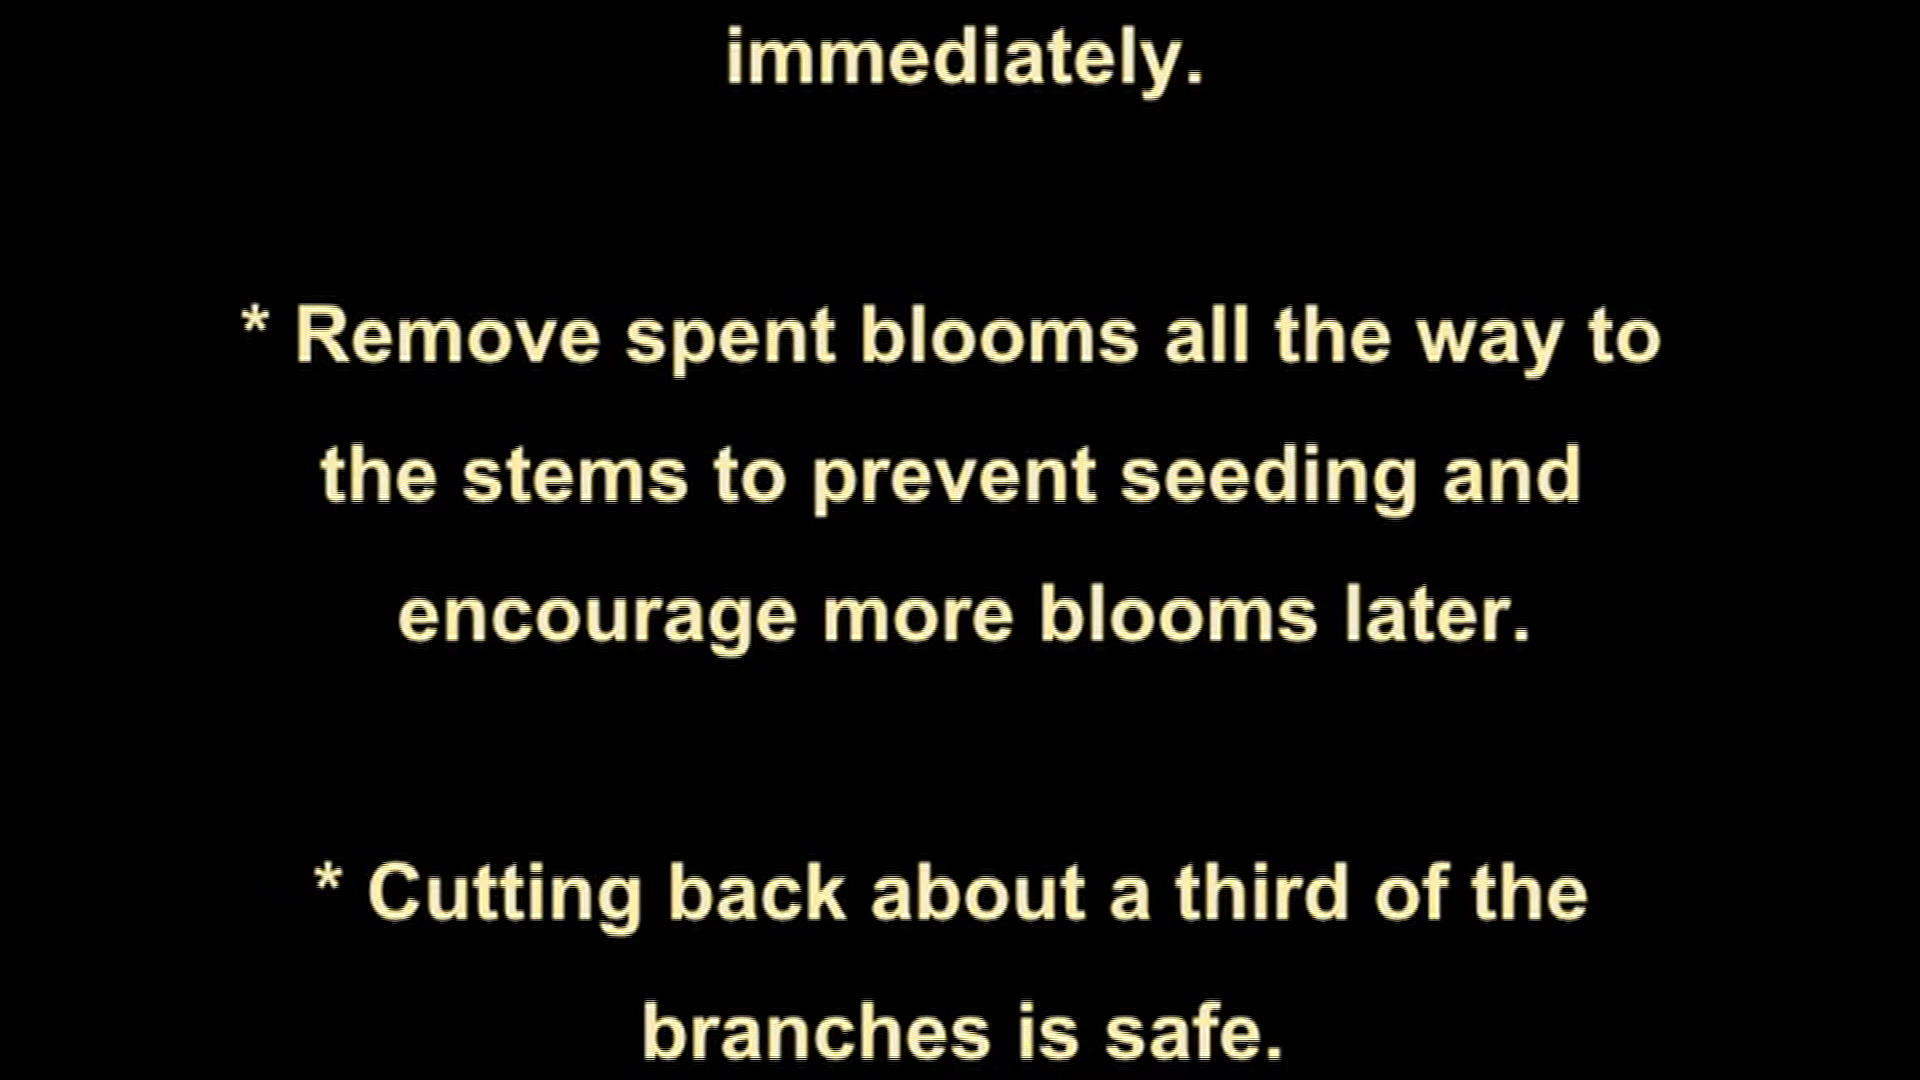 immediately.
* Remove spent blooms all the way to
the stems to prevent seeding and
encourage more blooms later.
* Cutting back about a third of the
branches is safe.